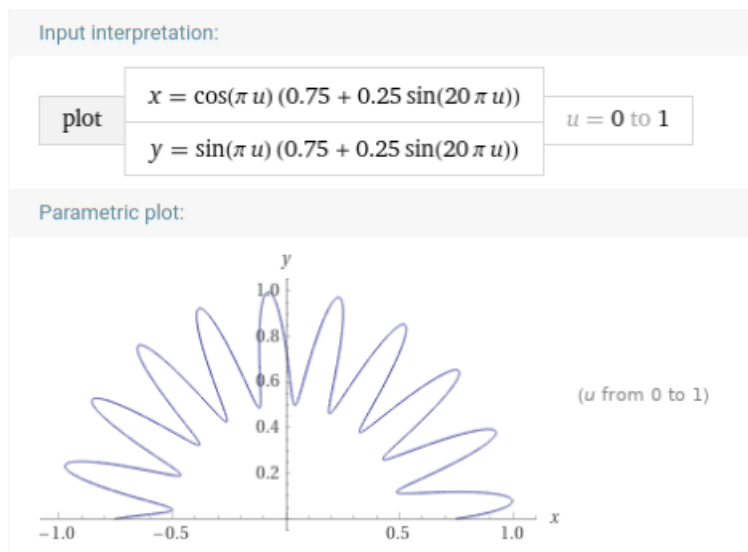 Input interpretation:
plot
x = cos(π u) (0.75 + 0.25 sin(20 π u))
y = sin(π u) (0.75 + 0.25 sin(20 π u))
u = 0 to 1
Parametric plot:
y
1.0
0.8
0.6
0.4
0.2
-1.0
-0.5
0.5
1.0
x
(u from 0 to 1)